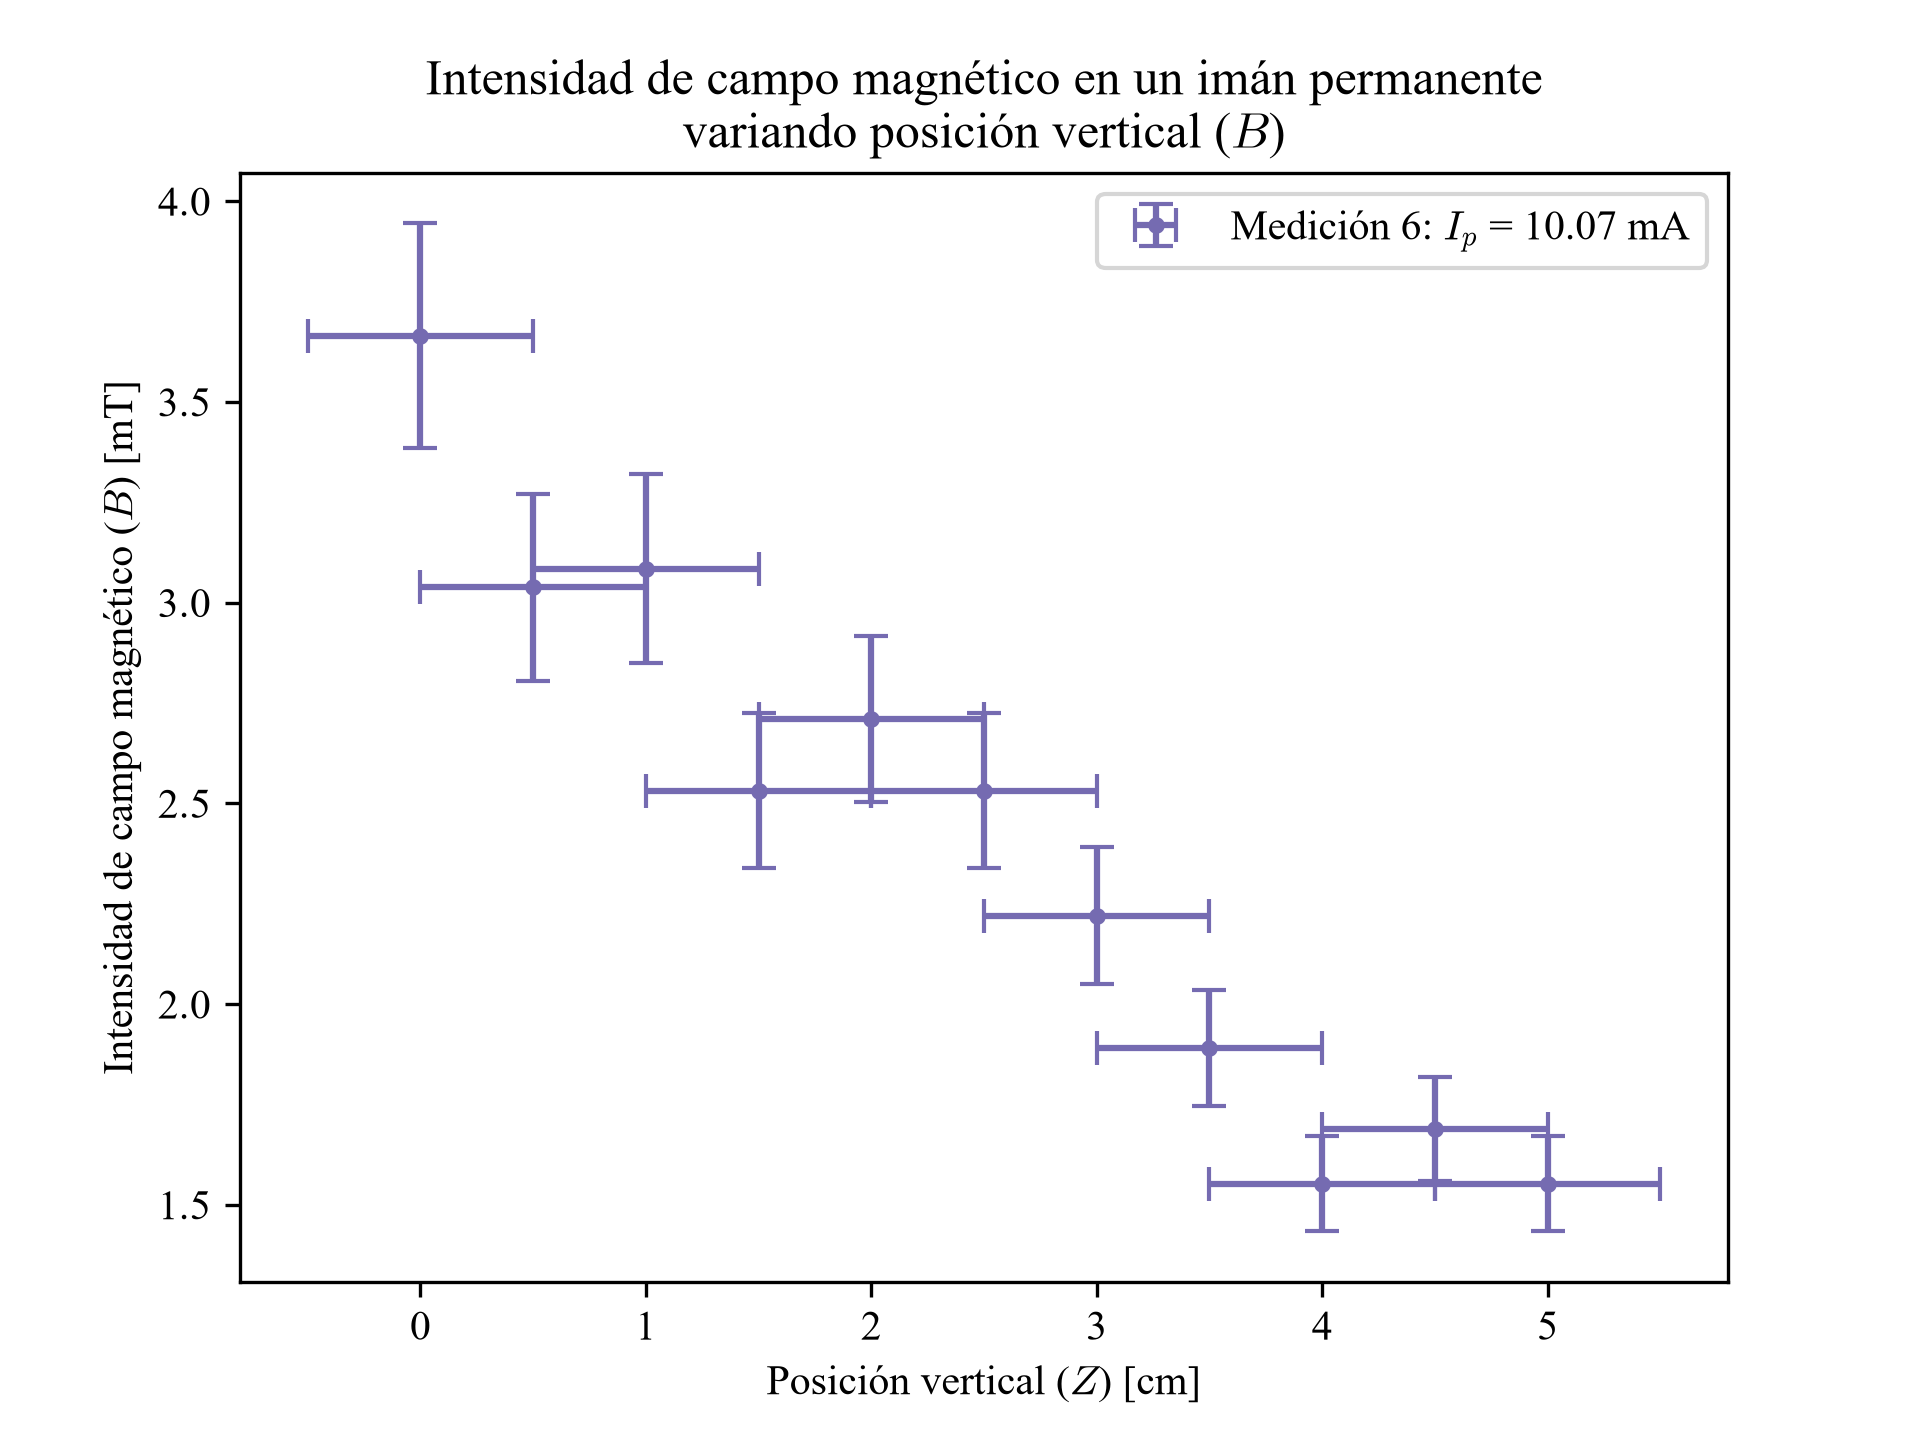 Intensidad de campo magnético en un imán permanente
variando posición vertical (B)
Medición 6: Iₚ = 10.07 mA
Intensidad de campo magnético (B) [mT]
4.0
3.5
3.0
2.5
2.0
1.5
0 1 2 3 4 5
Posición vertical (Z) [cm]